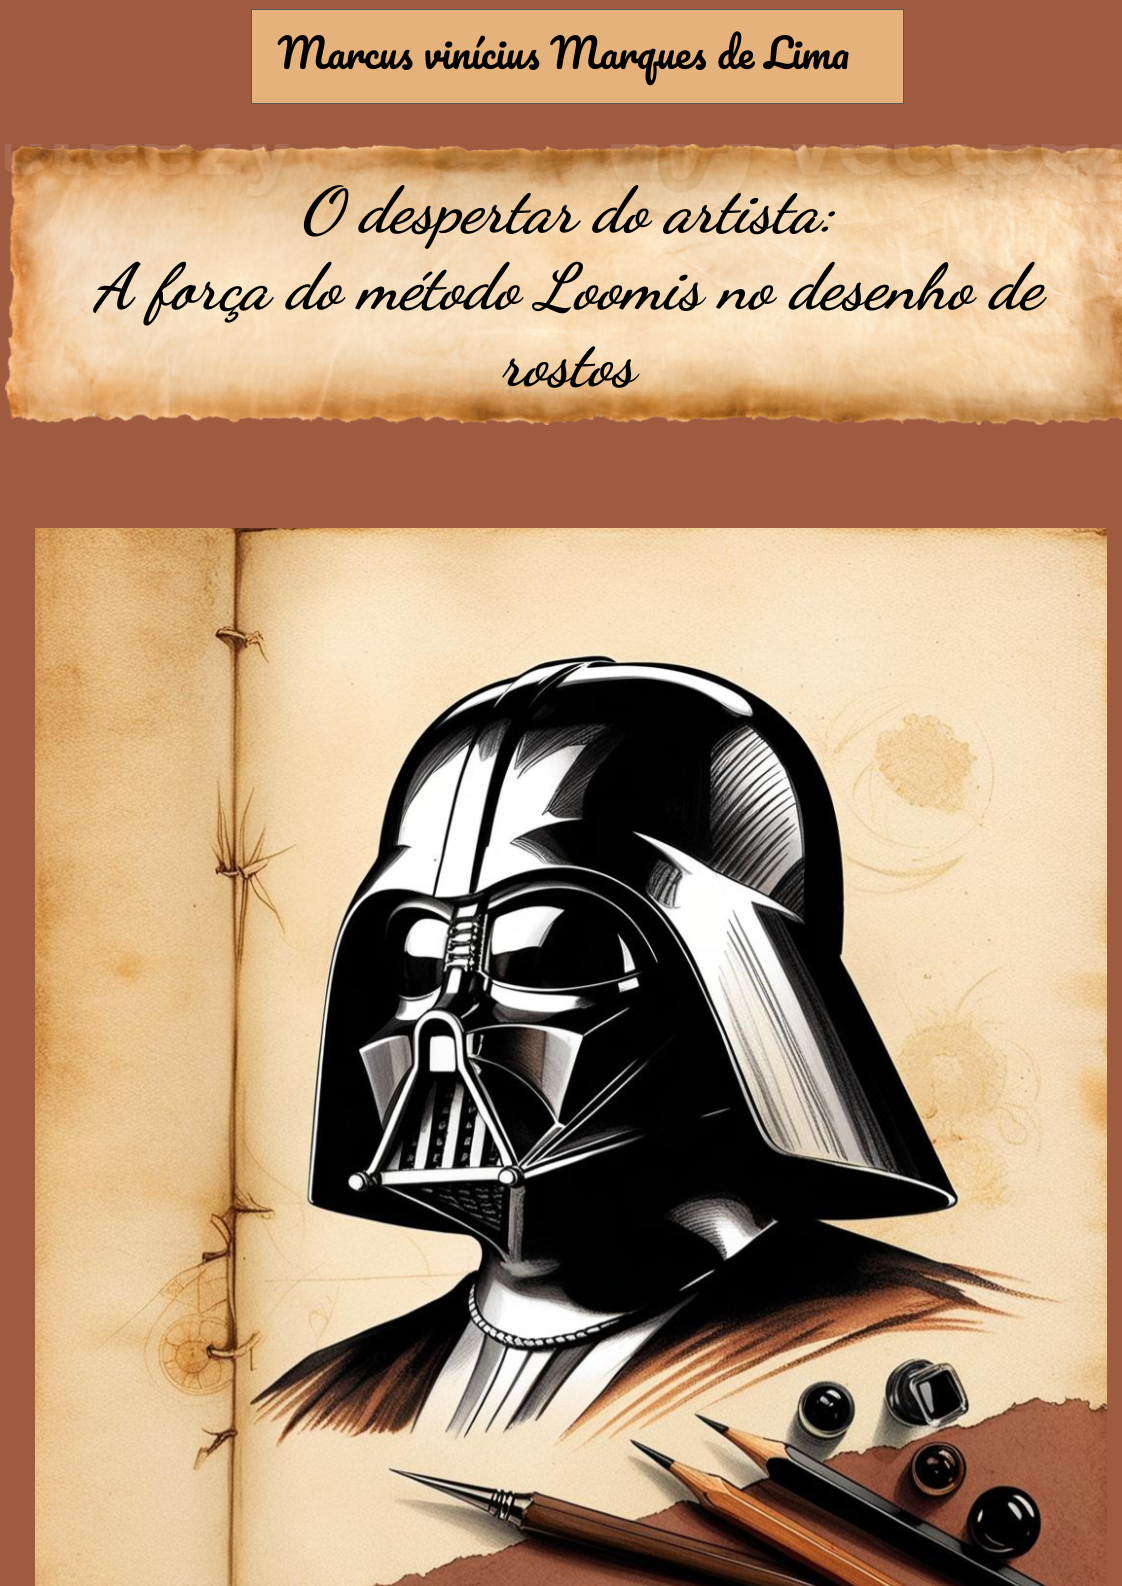 Marcus vinícius Marques de Lima
O despertar do artista:
A força do método Loomis no desenho de
rostos